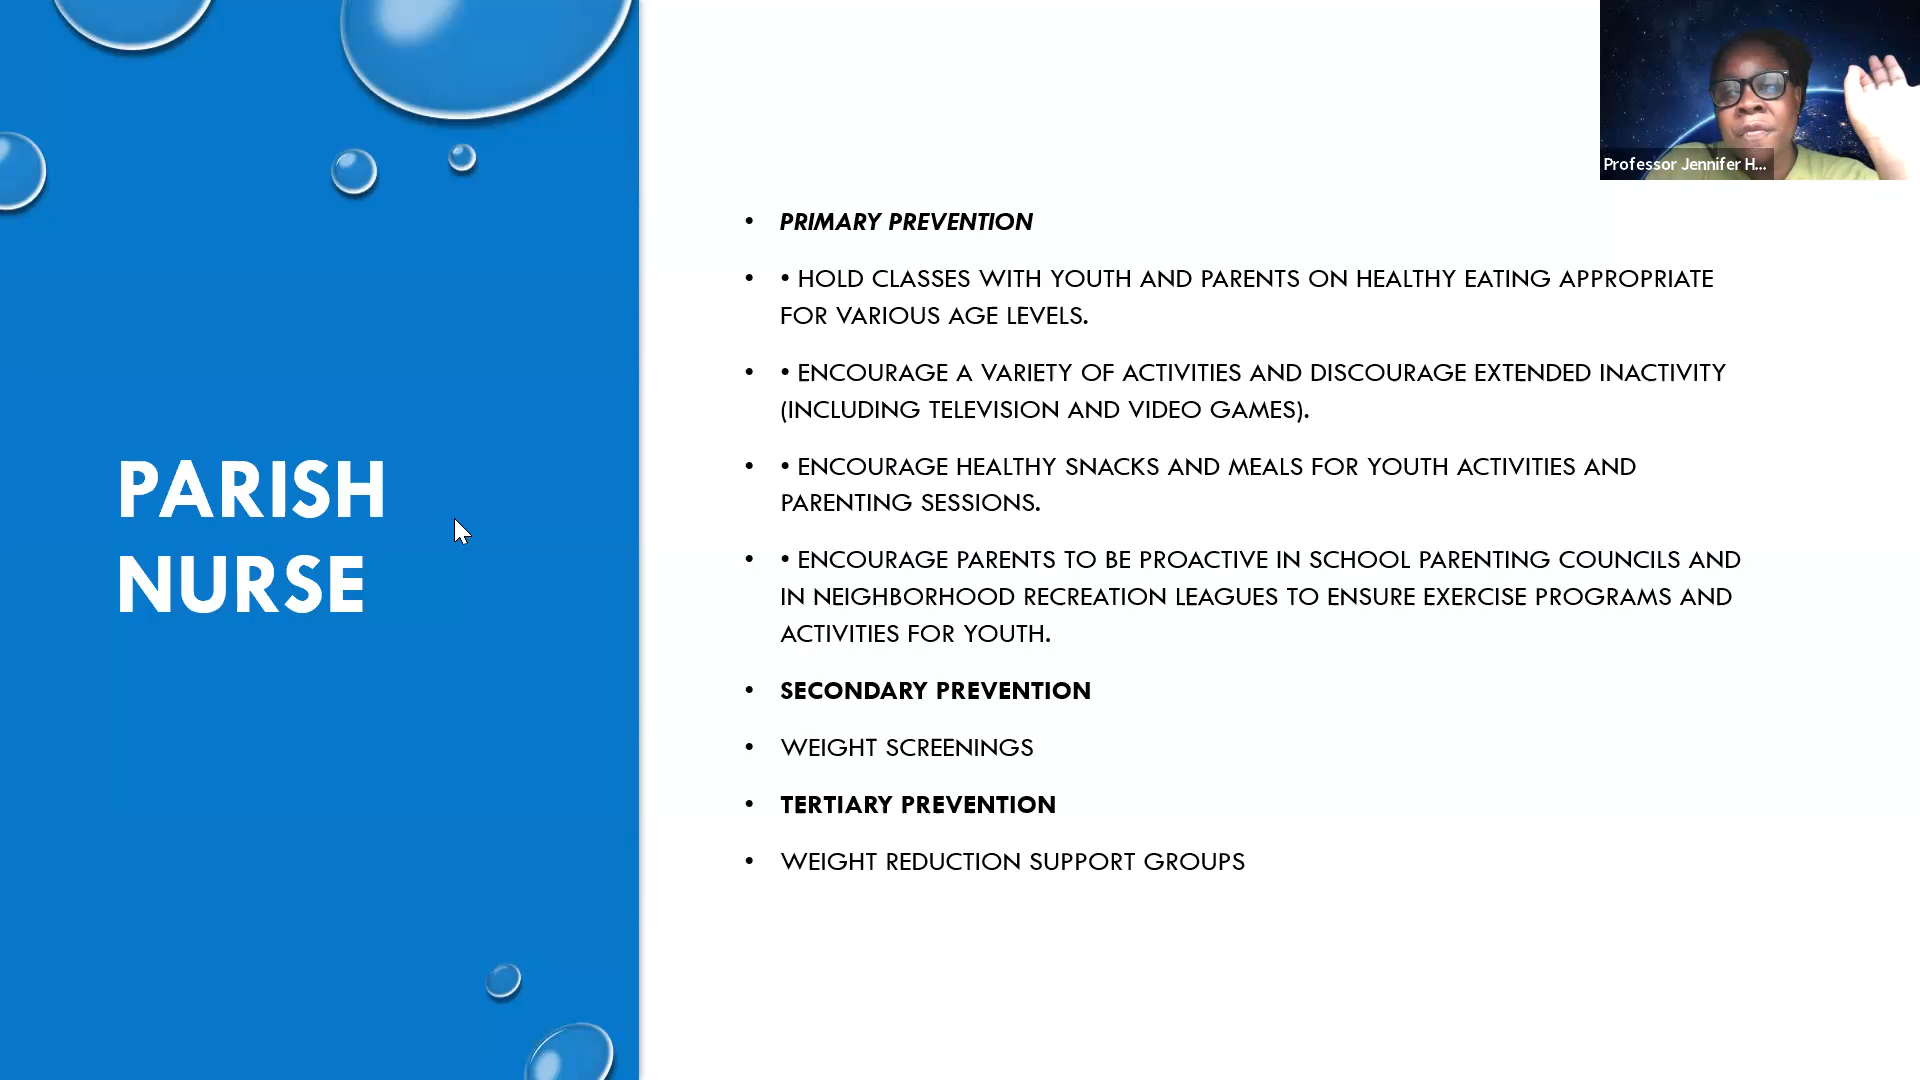 Professor Jennifer H...
PARISH
NURSE
• PRIMARY PREVENTION
• • HOLD CLASSES WITH YOUTH AND PARENTS ON HEALTHY EATING APPROPRIATE
FOR VARIOUS AGE LEVELS.
• • ENCOURAGE A VARIETY OF ACTIVITIES AND DISCOURAGE EXTENDED INACTIVITY
(INCLUDING TELEVISION AND VIDEO GAMES).
• • ENCOURAGE HEALTHY SNACKS AND MEALS FOR YOUTH ACTIVITIES AND
PARENTING SESSIONS.
• • ENCOURAGE PARENTS TO BE PROACTIVE IN SCHOOL PARENTING COUNCILS AND
IN NEIGHBORHOOD RECREATION LEAGUES TO ENSURE EXERCISE PROGRAMS AND
ACTIVITIES FOR YOUTH.
• SECONDARY PREVENTION
• WEIGHT SCREENINGS
• TERTIARY PREVENTION
• WEIGHT REDUCTION SUPPORT GROUPS